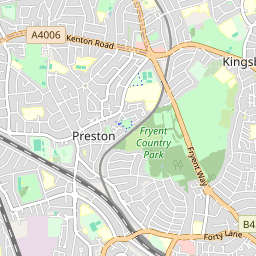 A4006
Kenton Road
Kingsb
Preston
Fryent
Country
Park
Fryent Way
B4
Forty Lane